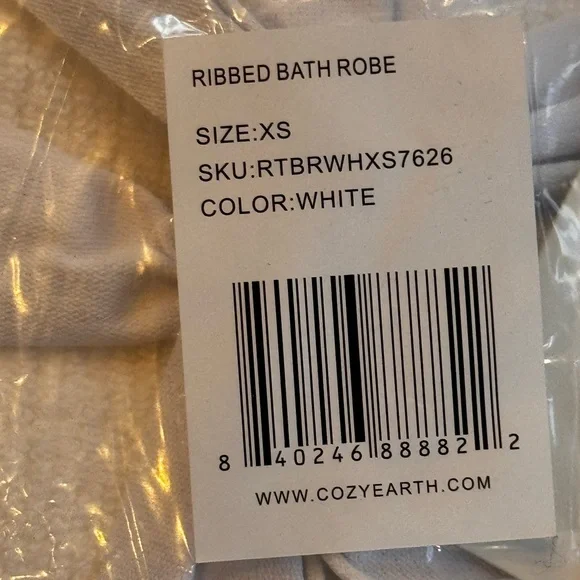 RIBBED BATH ROBE
SIZE:XS
SKU:RTBRWHXS7626
COLOR:WHITE
8 40246 88882 2
WWW.COZYEARTH.COM